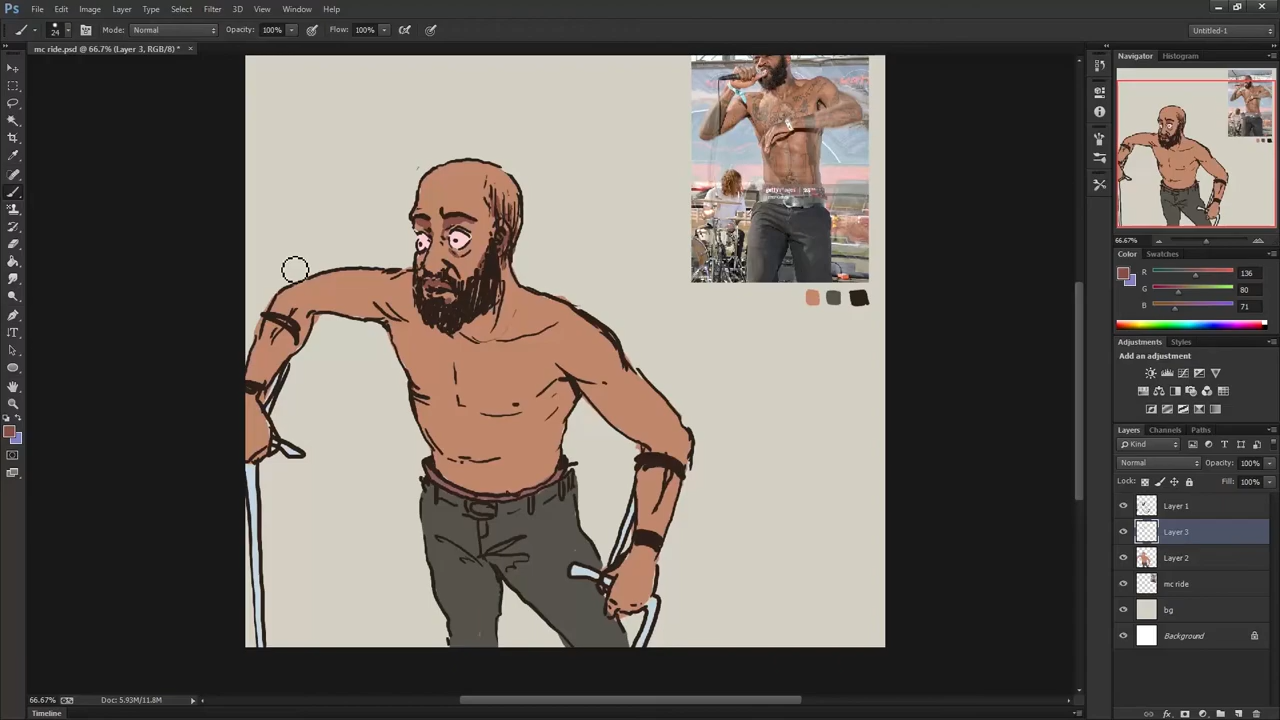 Ps File Edit Image Layer Type Select Filter 3D View Window Help
24 Mode: Normal Opacity: 100% Flow: 100% Untitled-1
mc ride.psd @ 66.7% (Layer 3, RGB/8) *
Navigator Histogram
66.67%
Color Swatches
R 136
G 80
B 71
Adjustments Styles
Add an adjustment
Layers Channels Paths
Kind
Normal Opacity: 100%
Lock: Fill: 100%
Layer 1
Layer 3
Layer 2
mc ride
bg
Background
66.67% Doc: 5.93M/11.8M
Timeline